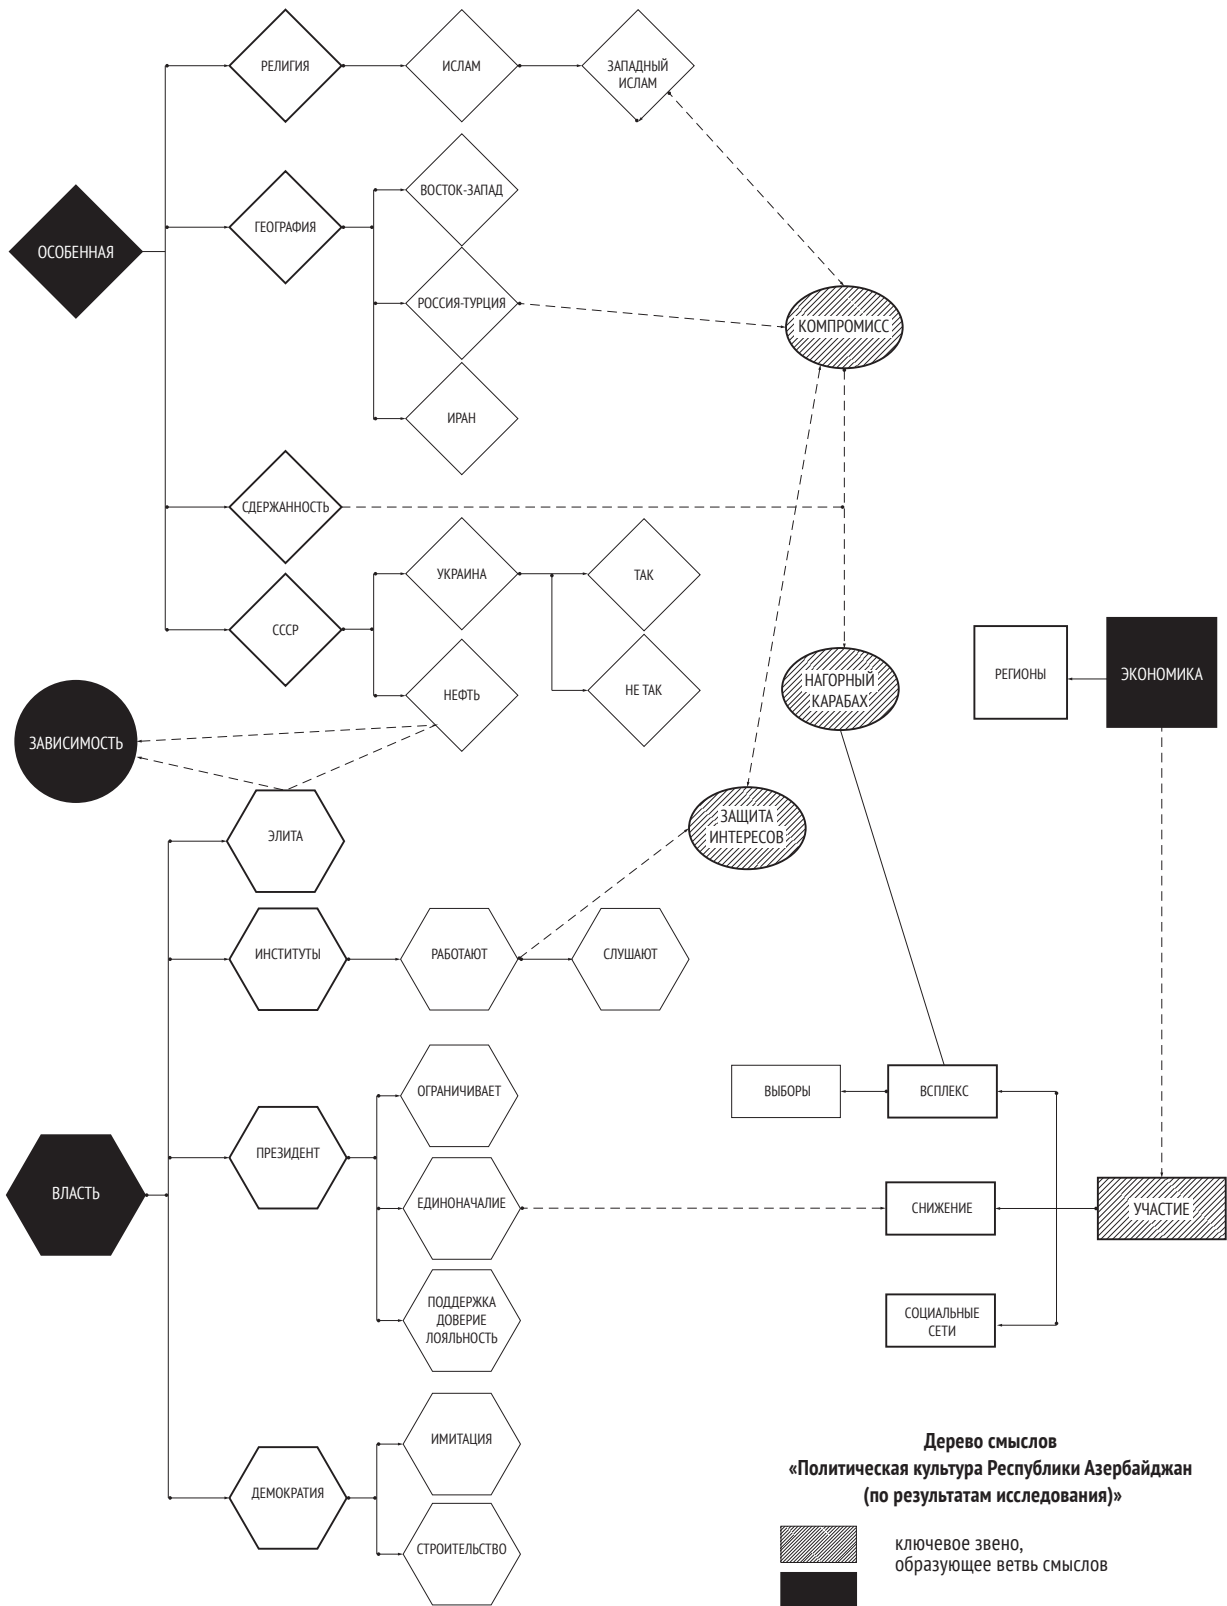 РЕЛИГИЯ
ИСЛАМ
ЗАПАДНЫЙ
ИСЛАМ
ВОСТОК-ЗАПАД
ГЕОГРАФИЯ
ОСОБЕННАЯ
РОССИЯ-ТУРЦИЯ
КОМПРОМИСС
ИРАН
СДЕРЖАННОСТЬ
УКРАИНА
ТАК
СССР
НЕФТЬ
НЕ ТАК
НАГОРНЫЙ
КАРАБАХ
РЕГИОНЫ
ЭКОНОМИКА
ЗАВИСИМОСТЬ
ЗАЩИТА
ИНТЕРЕСОВ
ЭЛИТА
ИНСТИТУТЫ
РАБОТАЮТ
СЛУШАЮТ
ОГРАНИЧИВАЕТ
ВЫБОРЫ
ВСПЛЕКС
ПРЕЗИДЕНТ
ВЛАСТЬ
ЕДИНОНАЧАЛИЕ
СНИЖЕНИЕ
УЧАСТИЕ
ПОДДЕРЖКА
ДОВЕРИЕ
ЛОЯЛЬНОСТЬ
СОЦИАЛЬНЫЕ
СЕТИ
ИМИТАЦИЯ
ДЕМОКРАТИЯ
СТРОИТЕЛЬСТВО
Дерево смыслов
«Политическая культура Республики Азербайджан
(по результатам исследования)»
ключевое звено,
образующее ветвь смыслов